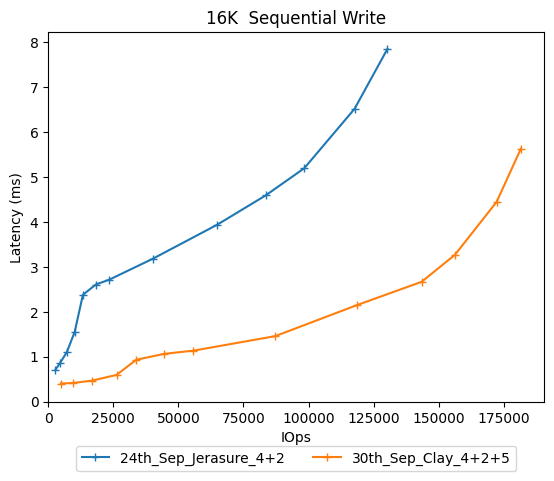 16K  Sequential Write
Latency (ms)
8
7
6
5
4
3
2
1
0
0 25000 50000 75000 100000 125000 150000 175000
IOps
24th_Sep_Jerasure_4+2 30th_Sep_Clay_4+2+5